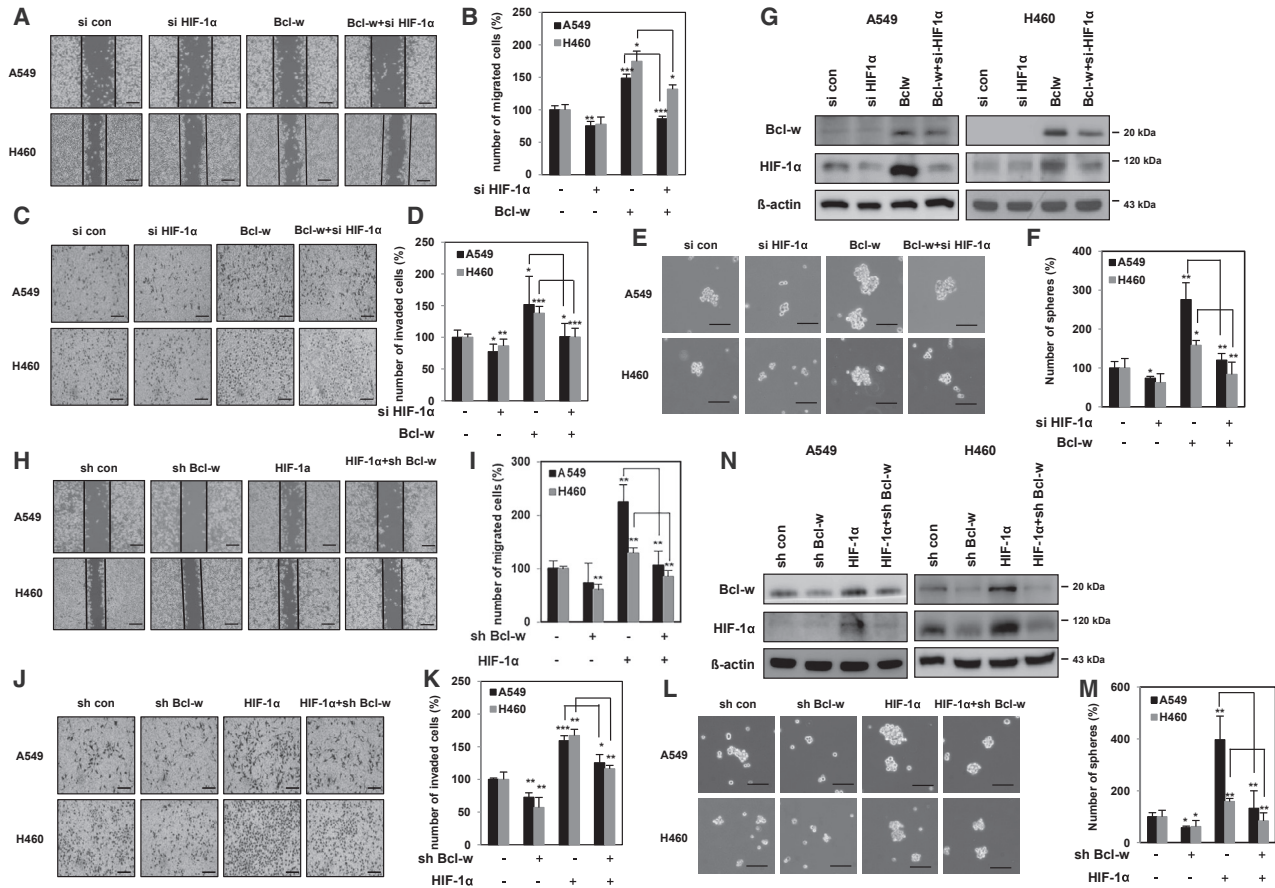 A
si con si HIF-1α Bcl-w Bcl-w+si HIF-1α
A549
H460
B
number of migrated cells (%)
250
200
150
100
50
0
A549
H460
** *** * *** *
si HIF-1α - + - +
Bcl-w - - + +
G
A549 H460
si con si HIF1α Bclw Bcl-w+si-HIF1α si con si HIF1α Bclw Bcl-w+si-HIF1α
Bcl-w – 20 kDa
HIF-1α – 120 kDa
ß-actin – 43 kDa
C
si con si HIF-1α Bcl-w Bcl-w+si HIF-1α
A549
H460
D
number of invaded cells (%)
250
200
150
100
50
0
A549
H460
* ** * *** * ***
si HIF-1α - + - +
Bcl-w - - + +
E
si con si HIF-1α Bcl-w Bcl-w+si HIF-1α
A549
H460
F
Number of spheres (%)
400
300
200
100
0
A549
H460
* ** * ** **
si HIF-1α - + - +
Bcl-w - - + +
H
sh con sh Bcl-w HIF-1a HIF-1α+sh Bcl-w
A549
H460
I
number of migrated cells (%)
300
200
100
0
A549
H460
** ** ** ** **
sh Bcl-w - + - +
HIF-1α - - + +
N
A549 H460
sh con sh Bcl-w HIF-1α HIF-1α+sh Bcl-w sh con sh Bcl-w HIF-1α HIF-1α+sh Bcl-w
Bcl-w – 20 kDa
HIF-1α – 120 kDa
ß-actin – 43 kDa
J
sh con sh Bcl-w HIF-1α HIF-1α+sh Bcl-w
A549
H460
K
number of invaded cells (%)
250
200
150
100
50
0
A549
H460
** ** *** ** * **
sh Bcl-w - + - +
HIF-1α - - + +
L
sh con sh Bcl-w HIF-1α HIF-1α+sh Bcl-w
A549
H460
M
Number of spheres (%)
600
400
200
0
A549
H460
* * ** ** ** **
sh Bcl-w - + - +
HIF-1α - - + +